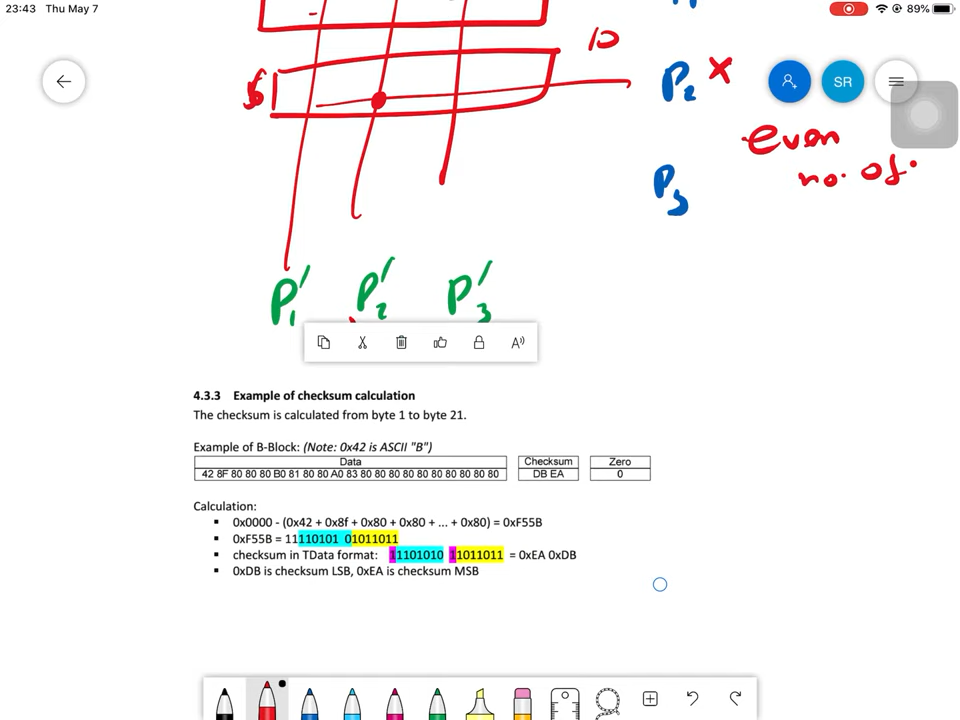 23:43 Thu May 7
89%
10
P2 x
SR
even
no. of.
P3
P1' P2' P3'
4.3.3 Example of checksum calculation
The checksum is calculated from byte 1 to byte 21.
Example of B-Block: (Note: 0x42 is ASCII "B")
Data Checksum Zero
42 8F 80 80 80 B0 81 80 80 A0 83 80 80 80 80 80 80 80 80 80 80 DB EA 0
Calculation:
▪ 0x0000 - (0x42 + 0x8f + 0x80 + 0x80 + ... + 0x80) = 0xF55B
▪ 0xF55B = 11110101 01011011
▪ checksum in TData format: 11101010 11011011 = 0xEA 0xDB
▪ 0xDB is checksum LSB, 0xEA is checksum MSB